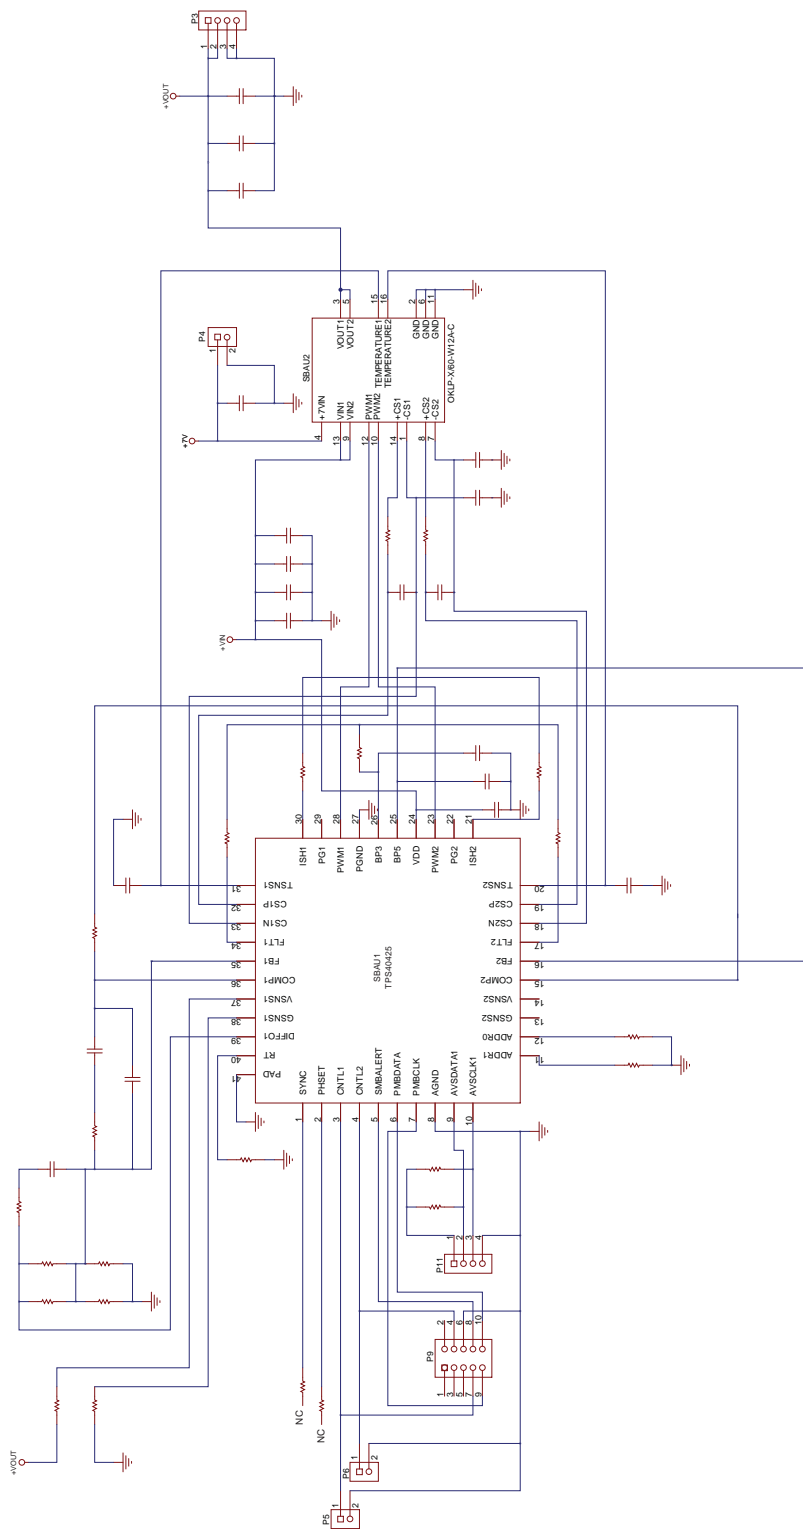 P3
1
2
3
4
+VOUT
P4
1
2
+7V
SBAU2
3
5
VOUT1
VOUT2
15
16
TEMPERATURE1
TEMPERATURE2
2
6
11
GND
GND
GND
OKLP-X/60-W12A-C
4
+7VIN
13
9
VIN1
VIN2
12
10
PWM1
PWM2
14
1
+CS1
-CS1
8
7
+CS2
-CS2
+VIN
30
ISH1
29
PG1
28
PWM1
27
PGND
26
BP3
25
BP5
24
VDD
23
PWM2
22
PG2
21
ISH2
31
TSNS1
32
CS1P
33
CS1N
34
FLT1
35
FB1
36
COMP1
37
VSNS1
38
GSNS1
39
DIFFO1
40
RT
41
PAD
SBAU1
TPS40425
TSNS2
20
CS2P
19
CS2N
18
FLT2
17
FB2
16
COMP2
15
VSNS2
14
GSNS2
13
ADDR0
12
ADDR1
11
SYNC
1
PHSET
2
CNTL1
3
CNTL2
4
SMBALERT
5
PMBDATA
6
PMBCLK
7
AGND
8
AVSDATA1
9
AVSCLK1
10
P11
1
2
3
4
P9
2
4
6
8
10
1
3
5
7
9
NC
NC
+VOUT
P6
1
2
P5
1
2